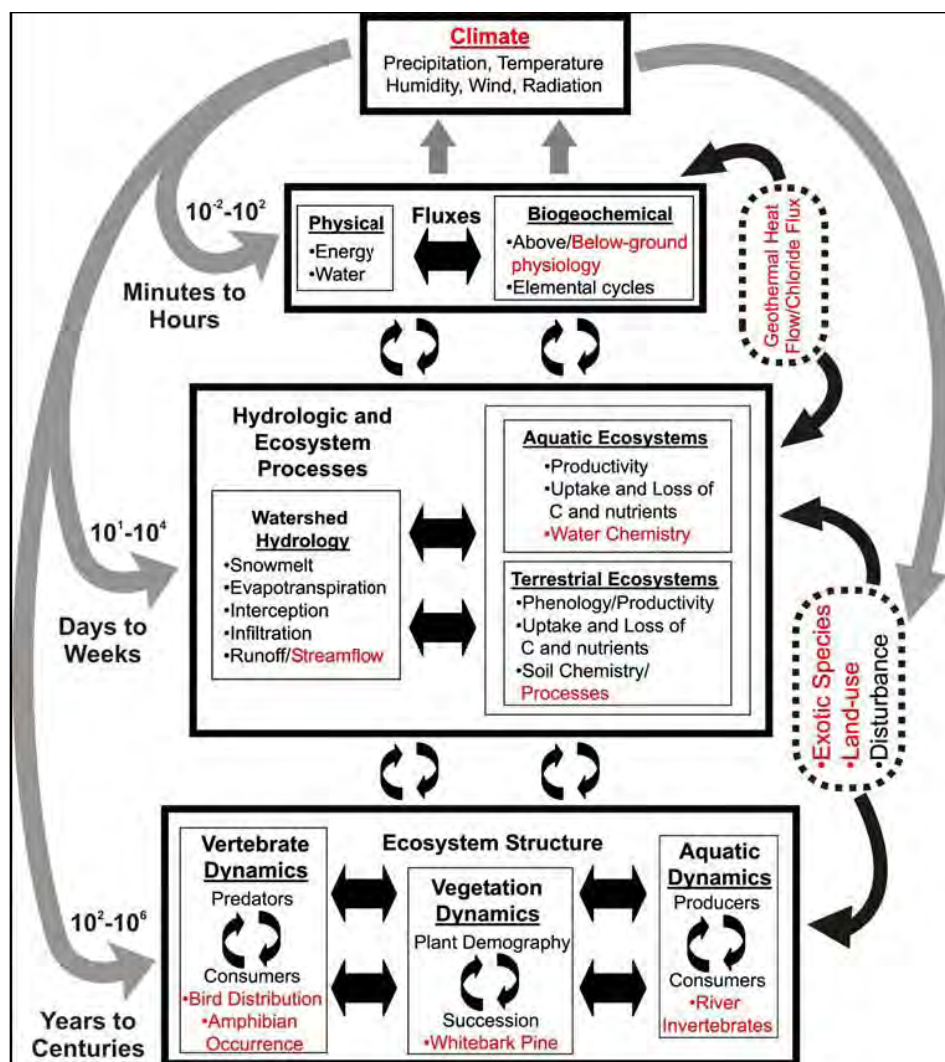 Climate
Precipitation, Temperature
Humidity, Wind, Radiation
10-2-102
Minutes to
Hours
Physical
•Energy
•Water
Fluxes
Biogeochemical
•Above/Below-ground
physiology
•Elemental cycles
Geothermal Heat
Flow/Chloride Flux
Hydrologic and
Ecosystem
Processes
Watershed
Hydrology
•Snowmelt
•Evapotranspiration
•Interception
•Infiltration
•Runoff/Streamflow
Aquatic Ecosystems
•Productivity
•Uptake and Loss of
C and nutrients
•Water Chemistry
Terrestrial Ecosystems
•Phenology/Productivity
•Uptake and Loss of
C and nutrients
•Soil Chemistry/
Processes
101-104
Days to
Weeks
•Exotic Species
•Land-use
•Disturbance
Ecosystem Structure
Vertebrate
Dynamics
Predators
Consumers
•Bird Distribution
•Amphibian
Occurrence
Vegetation
Dynamics
Plant Demography
Succession
•Whitebark Pine
Aquatic
Dynamics
Producers
Consumers
•River
Invertebrates
102-106
Years to
Centuries